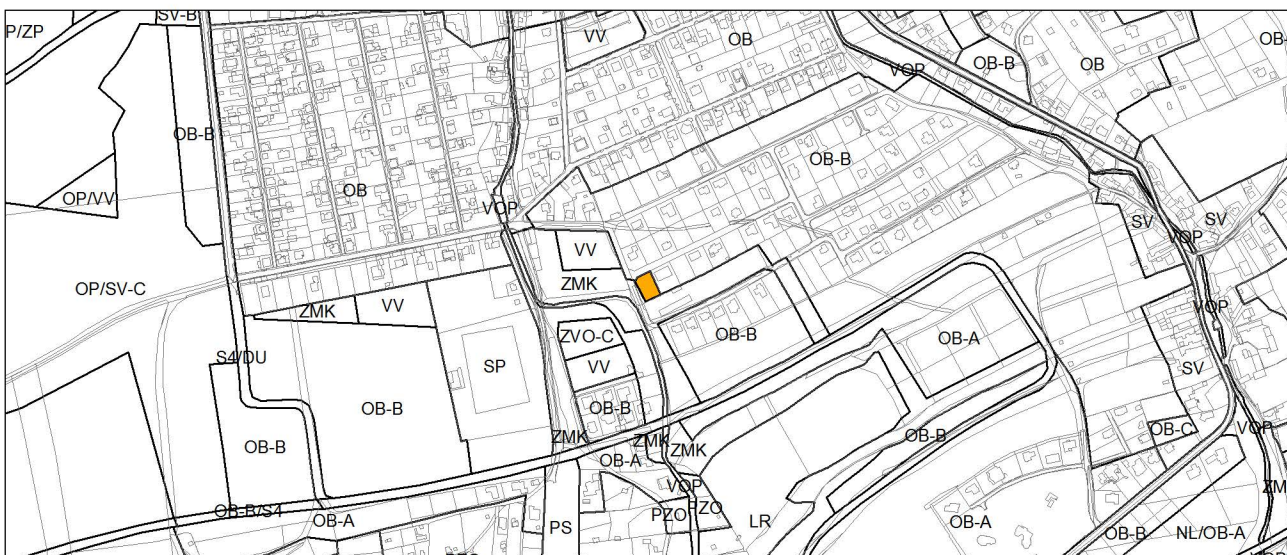 SV-B
P/ZP
VV
OB
OB-
OB-B
OB
VOP
OB-B
OB-B
OP/VV
OB
VOP
SV
SV
VOP
VV
OP/SV-C
ZMK
ZMK
VV
VOP
ZVO-C
OB-B
S4/DU
SP
VV
OB-A
SV
OB-B
OB-B
OB-B
OB-B
OB-C
VOP
ZMK
ZMK
ZMK
OB-A
VOP
ZM
OB-B/S4
OB-A
PZO
PZO
LR
PS
OB-A
OB-B
NL/OB-A